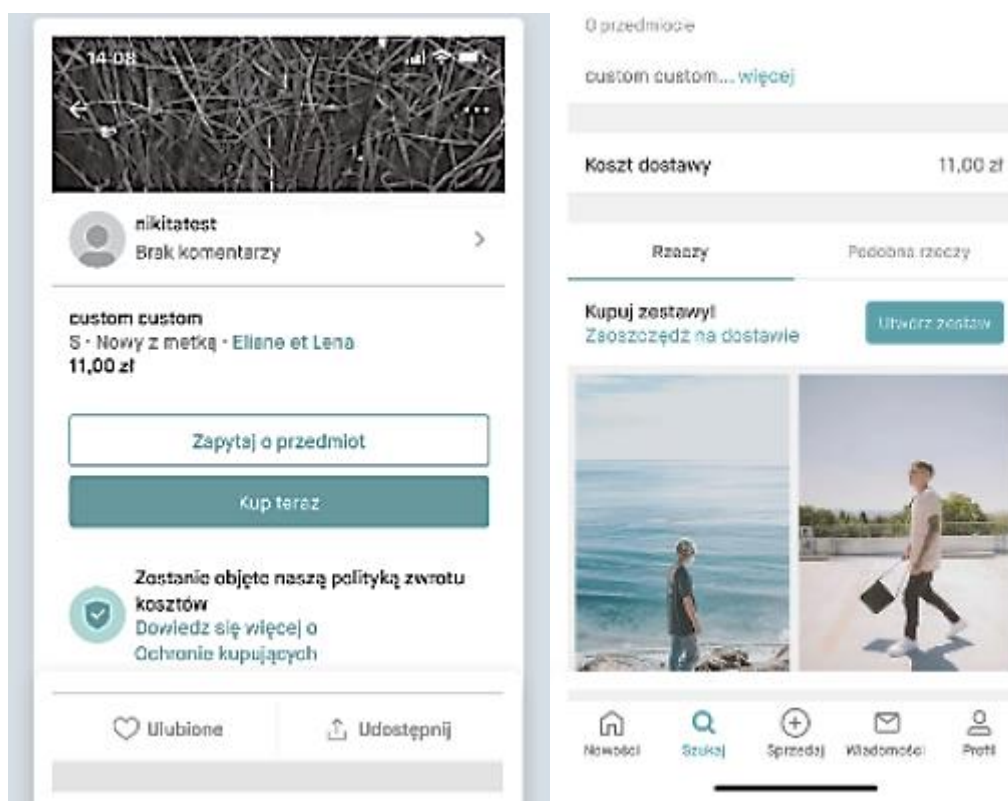 14:08
nikitatest
Brak komentarzy
custom custom
S · Nowy z metką · Eliane et Lena
11,00 zł
Zapytaj o przedmiot
Kup teraz
Zostanie objęte naszą polityką zwrotu
kosztów
Dowiedz się więcej o
Ochronie kupujących
Ulubione
Udostępnij
O przedmiocie
custom custom... więcej
Koszt dostawy 11,00 zł
Rzeczy Podobne rzeczy
Kupuj zestawy!
Zaoszczędź na dostawie
Utwórz zestaw
Nowości Szukaj Sprzedaj Wiadomości Profil